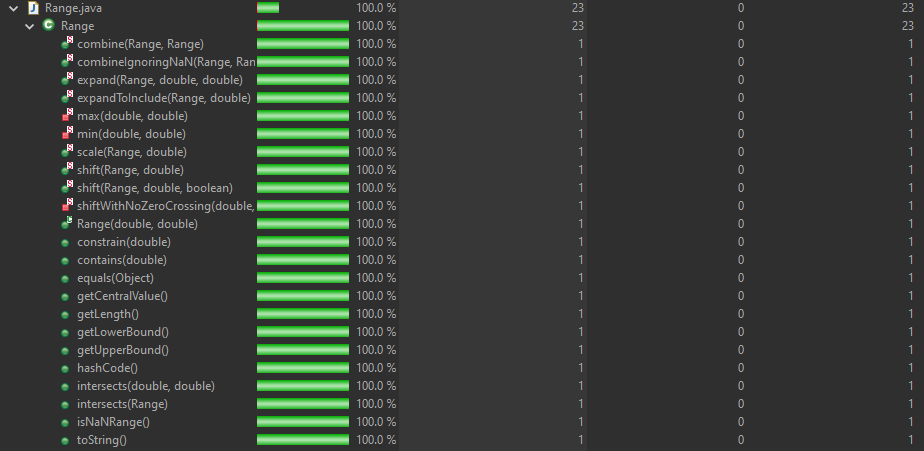 Range.java 100.0 % 23 0 23
Range 100.0 % 23 0 23
combine(Range, Range) 100.0 % 1 0 1
combineIgnoringNaN(Range, Ran 100.0 % 1 0 1
expand(Range, double, double) 100.0 % 1 0 1
expandToInclude(Range, double) 100.0 % 1 0 1
max(double, double) 100.0 % 1 0 1
min(double, double) 100.0 % 1 0 1
scale(Range, double) 100.0 % 1 0 1
shift(Range, double) 100.0 % 1 0 1
shift(Range, double, boolean) 100.0 % 1 0 1
shiftWithNoZeroCrossing(double, 100.0 % 1 0 1
Range(double, double) 100.0 % 1 0 1
constrain(double) 100.0 % 1 0 1
contains(double) 100.0 % 1 0 1
equals(Object) 100.0 % 1 0 1
getCentralValue() 100.0 % 1 0 1
getLength() 100.0 % 1 0 1
getLowerBound() 100.0 % 1 0 1
getUpperBound() 100.0 % 1 0 1
hashCode() 100.0 % 1 0 1
intersects(double, double) 100.0 % 1 0 1
intersects(Range) 100.0 % 1 0 1
isNaNRange() 100.0 % 1 0 1
toString() 100.0 % 1 0 1